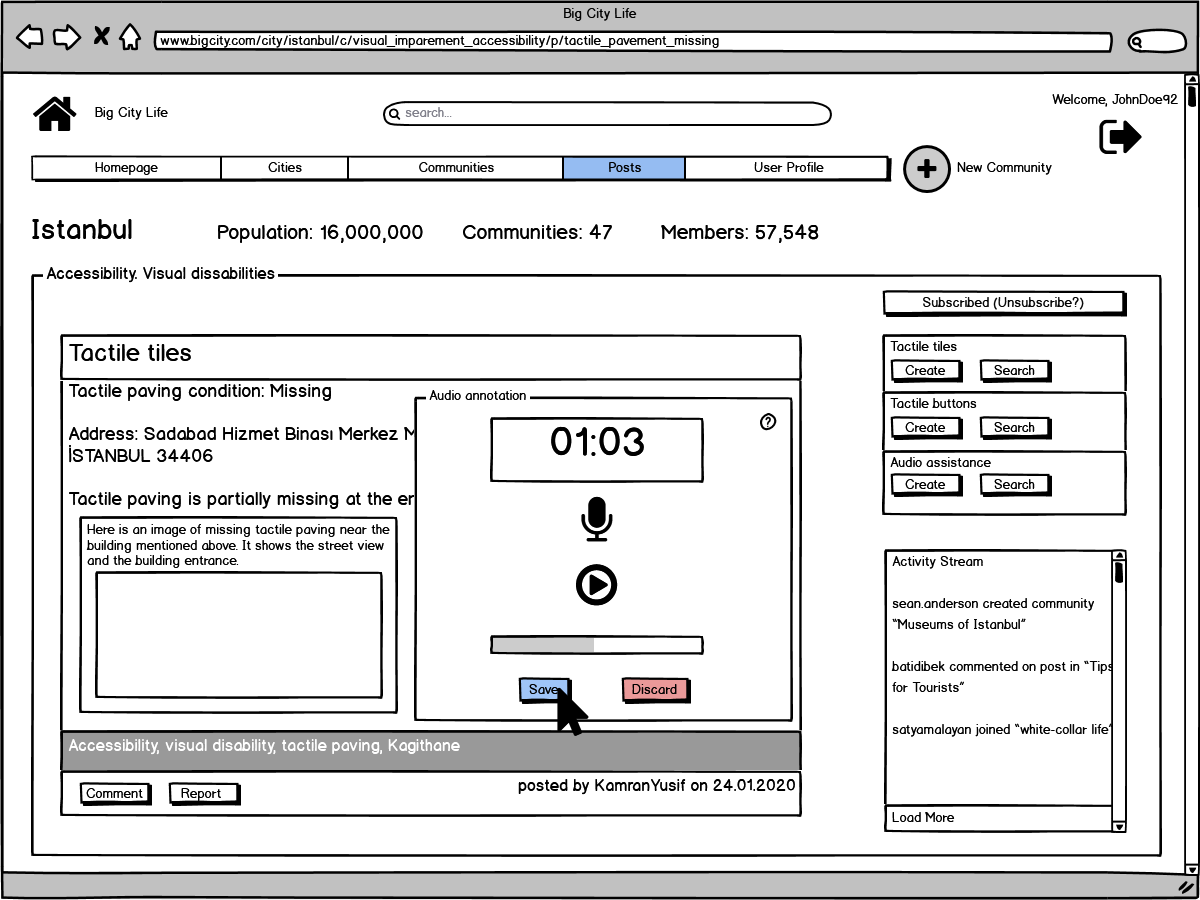 Big City Life
www.bigcity.com/city/istanbul/c/visual_imparement_accessibility/p/tactile_pavement_missing
Welcome, JohnDoe92
Big City Life
search...
Homepage
Cities
Communities
Posts
User Profile
New Community
Istanbul
Population: 16,000,000
Communities: 47
Members: 57,548
Accessibility. Visual dissabilities
Subscribed (Unsubscribe?)
Tactile tiles
Tactile paving condition: Missing
Address: Sadabad Hizmet Binası Merkez M
İSTANBUL 34406
Tactile paving is partially missing at the er
Here is an image of missing tactile paving near the
building mentioned above. It shows the street view
and the building entrance.
Audio annotation
?
01:03
Save
Discard
Accessibility, visual disability, tactile paving, Kagithane
Comment
Report
posted by KamranYusif on 24.01.2020
Tactile tiles
Create
Search
Tactile buttons
Create
Search
Audio assistance
Create
Search
Activity Stream
sean.anderson created community
"Museums of Istanbul"
batidibek commented on post in "Tips
for Tourists"
satyamalayan joined "white-collar life"
Load More